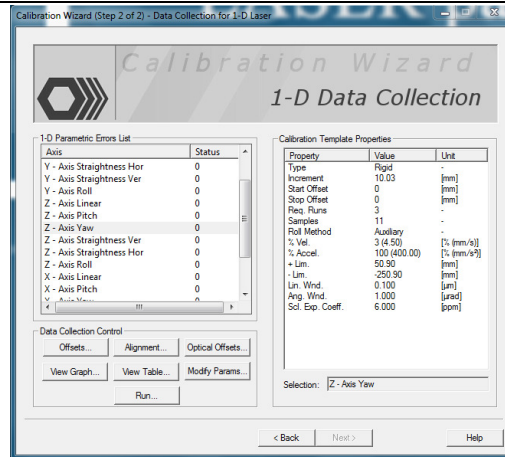 Calibration Wizard (Step 2 of 2) - Data Collection for 1-D Laser
Calibration Wizard
1-D Data Collection
1-D Parametric Errors List
Axis Status
Y - Axis Straightness Hor 0
Y - Axis Straightness Ver 0
Y - Axis Roll 0
Z - Axis Linear 0
Z - Axis Pitch 0
Z - Axis Yaw 0
Z - Axis Straightness Ver 0
Z - Axis Straightness Hor 0
Z - Axis Roll 0
X - Axis Linear 0
X - Axis Pitch 0
X - Axis Yaw 0
Data Collection Control
Offsets... Alignment... Optical Offsets...
View Graph... View Table... Modify Params...
Run...
Calibration Template Properties
Property Value Unit
Type Rigid -
Increment 10.03 [mm]
Start Offset 0 [mm]
Stop Offset 0 [mm]
Req. Runs 3 -
Samples 11 -
Roll Method Auxiliary -
% Vel. 3 (4.50) [% (mm/s)]
% Accel. 100 (400.00) [% (mm/s²)]
+ Lim. 50.90 [mm]
- Lim. -250.90 [mm]
Lin. Wnd. 0.100 [µm]
Ang. Wnd. 1.000 [µrad]
Scl. Exp. Coeff. 6.000 [ppm]
Selection: Z - Axis Yaw
< Back Next > Help